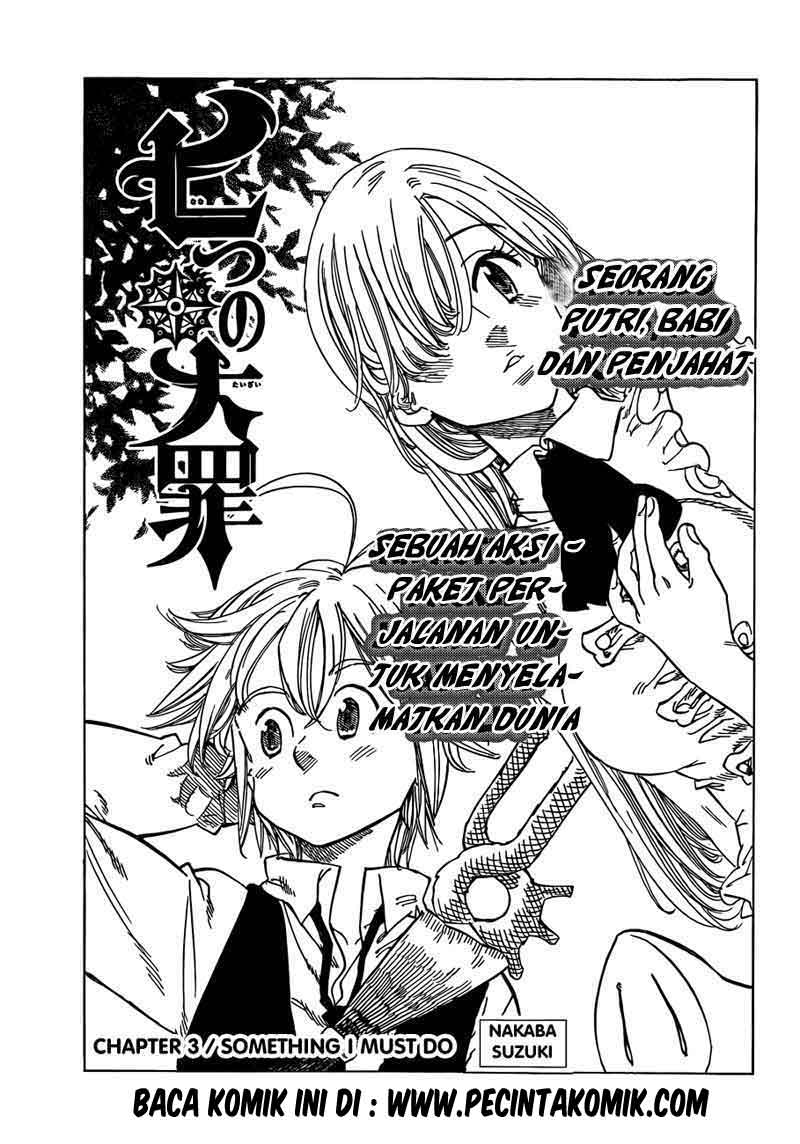 七つの大罪
たいざい
SEORANG
PUTRI, BABI
DAN PENJAHAT
SEBUAH AKSI -
PAKET PER-
JALANAN UN-
TUK MENYELA-
MATKAN DUNIA
CHAPTER 3 / SOMETHING I MUST DO
NAKABA
SUZUKI
BACA KOMIK INI DI : WWW.PECINTAKOMIK.COM